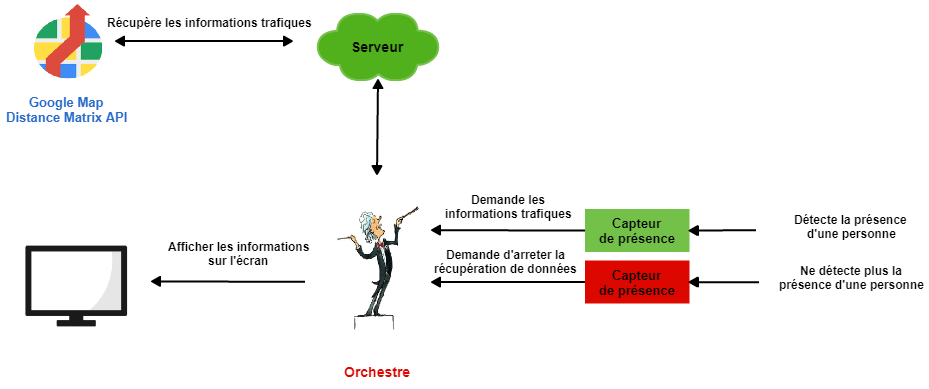 Récupère les informations trafiques
Serveur
Google Map
Distance Matrix API
Demande les
informations trafiques
Capteur
de présence
Détecte la présence
d'une personne
Afficher les informations
sur l'écran
Demande d'arreter la
récupération de données
Capteur
de présence
Ne détecte plus la
présence d'une personne
Orchestre